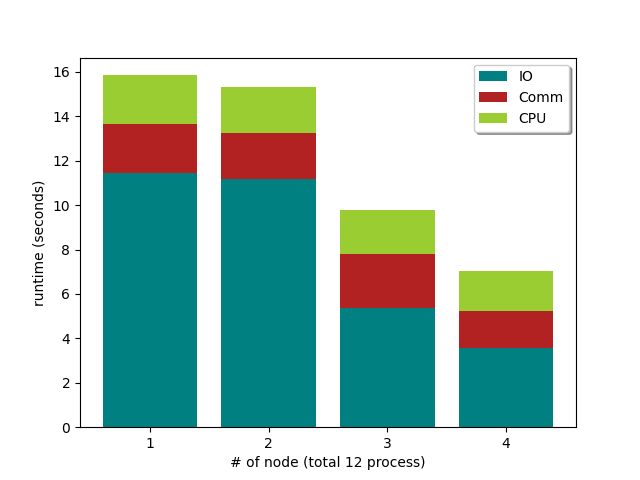 IO
Comm
CPU
16
14
12
10
8
6
4
2
0
runtime (seconds)
1 2 3 4
# of node (total 12 process)